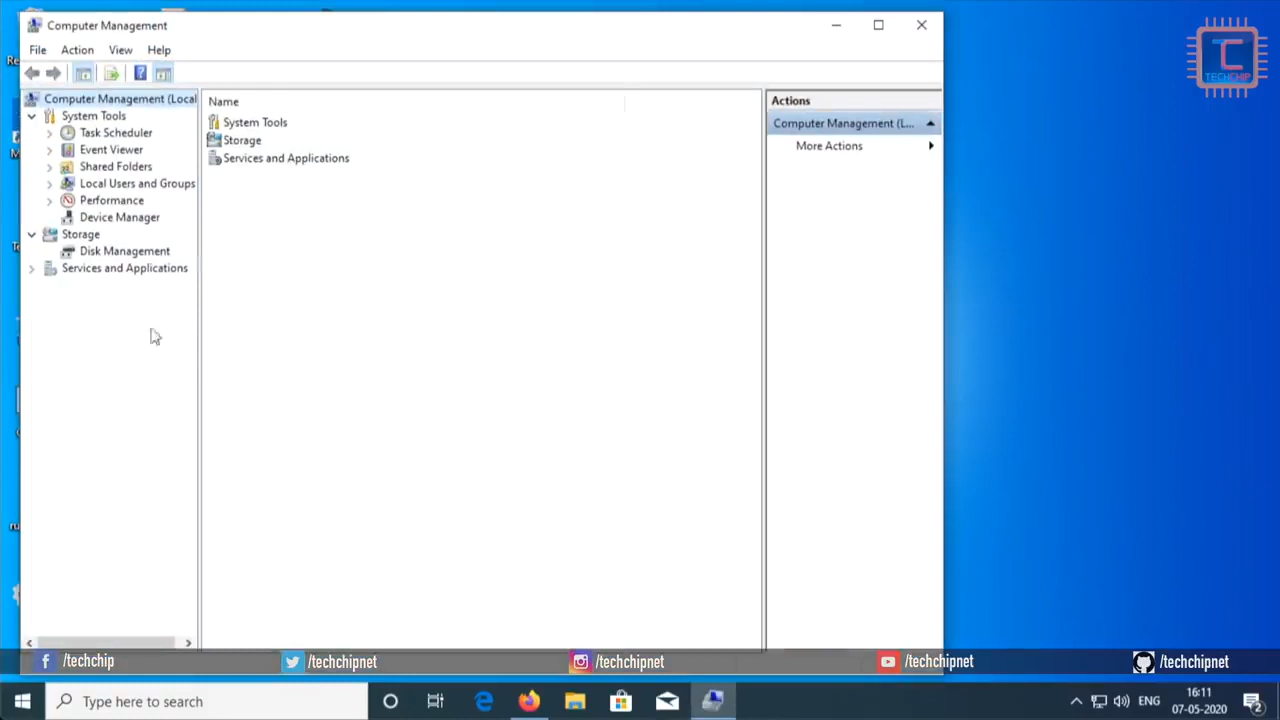 Computer Management
File Action View Help
Computer Management (Local
System Tools
Task Scheduler
Event Viewer
Shared Folders
Local Users and Groups
Performance
Device Manager
Storage
Disk Management
Services and Applications
Name
System Tools
Storage
Services and Applications
Actions
Computer Management (L...
More Actions
TC
TECHCHIP
/techchip
/techchipnet
/techchipnet
/techchipnet
/techchipnet
Type here to search
ENG
16:11
07-05-2020
2